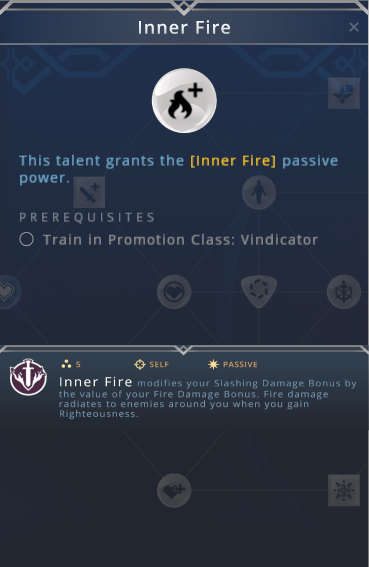 Inner Fire
This talent grants the [Inner Fire] passive
power.
PREREQUISITES
Train in Promotion Class: Vindicator
5 SELF PASSIVE
Inner Fire modifies your Slashing Damage Bonus by
the value of your Fire Damage Bonus. Fire damage
radiates to enemies around you when you gain
Righteousness.